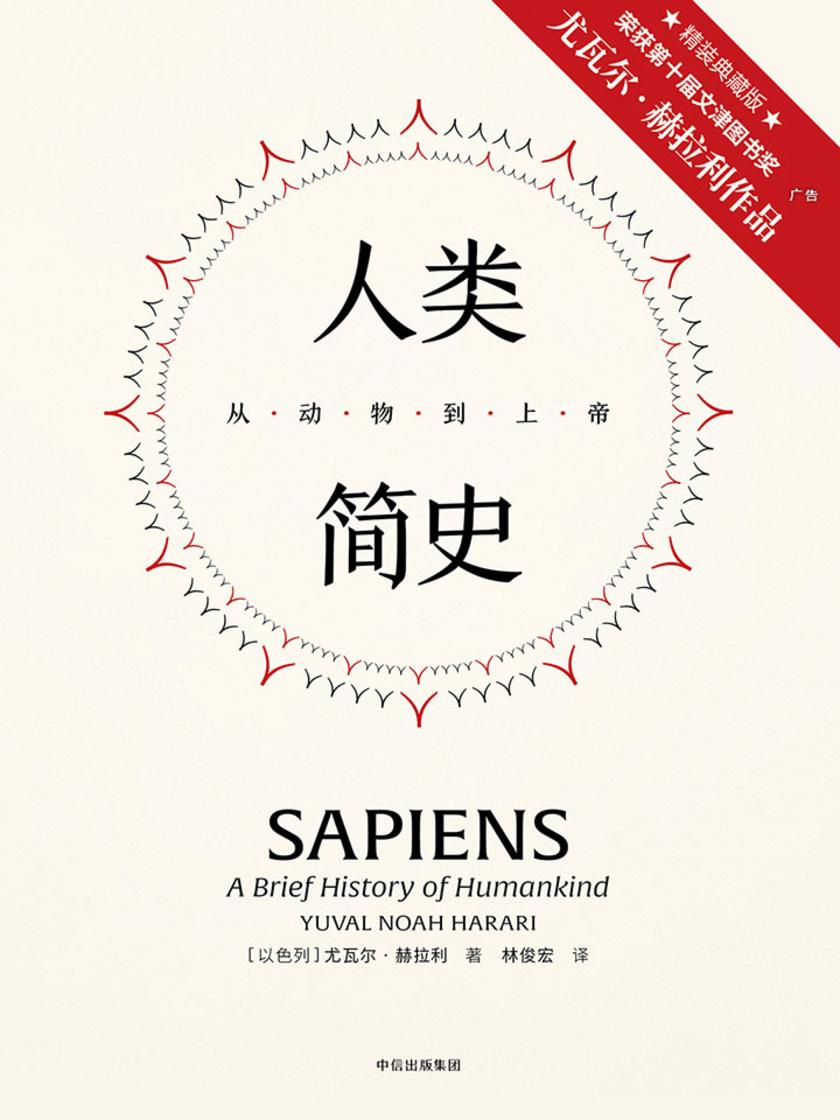 ★ 精装典藏版 ★
荣获第十届文津图书奖
尤瓦尔·赫拉利作品
广告
人类
从·动·物·到·上·帝
简史
SAPIENS
A Brief History of Humankind
YUVAL NOAH HARARI
[以色列]尤瓦尔·赫拉利 著 林俊宏 译
中信出版集团